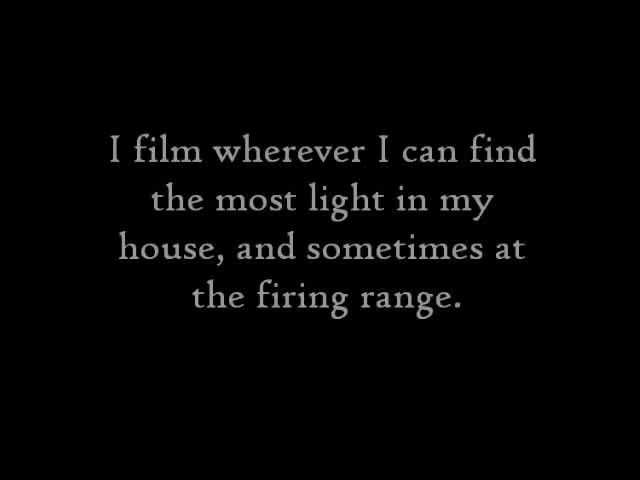 I film wherever I can find
the most light in my
house, and sometimes at
the firing range.